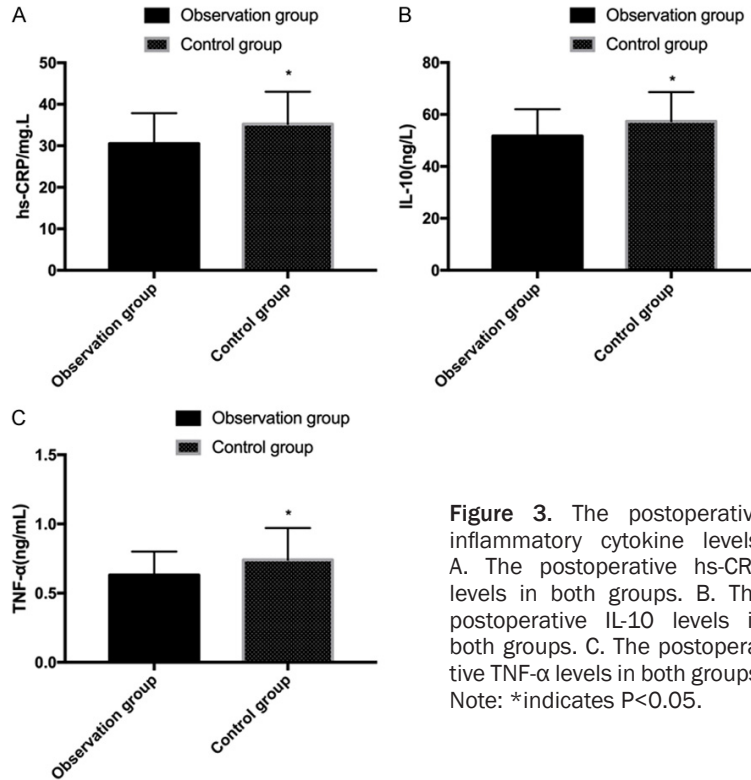 A
Observation group
Control group
hs-CRP/mg.L
50
40
30
20
10
0
*
Observation group
Control group
B
Observation group
Control group
IL-10(ng/L)
80
60
40
20
0
*
Observation group
Control group
C
Observation group
Control group
TNF-α(ng/mL)
1.5
1.0
0.5
0.0
*
Observation group
Control group
Figure 3. The postoperativ
inflammatory cytokine levels
A. The postoperative hs-CR
levels in both groups. B. Th
postoperative IL-10 levels i
both groups. C. The postopera
tive TNF-α levels in both groups
Note: *indicates P<0.05.